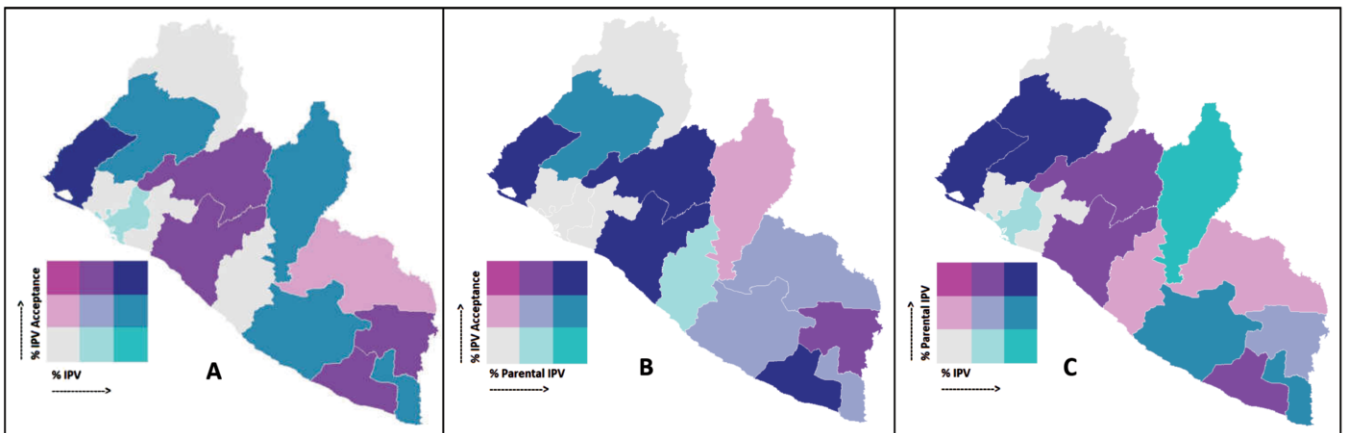 % IPV Acceptance
% IPV
A
% IPV Acceptance
% Parental IPV
B
% Parental IPV
% IPV
C